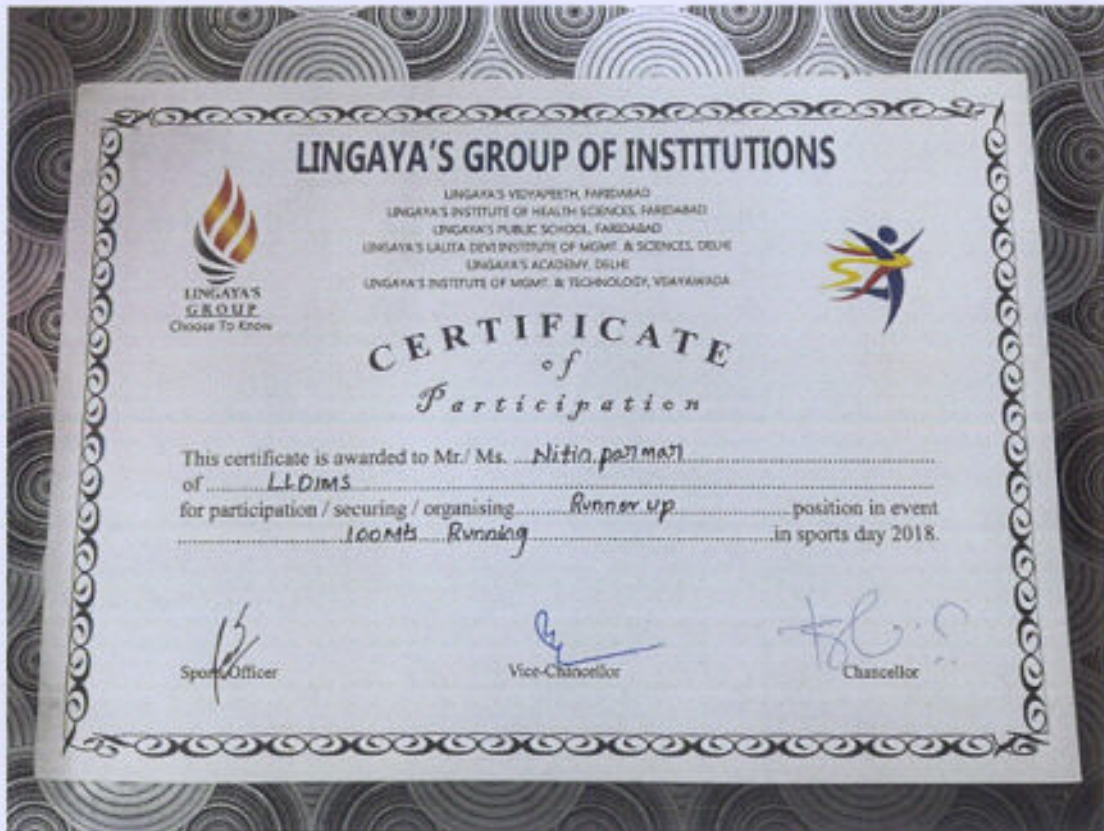 LINGAYA'S GROUP OF INSTITUTIONS
LINGAYA'S VIDYAPEETH, FARIDABAD
LINGAYA'S INSTITUTE OF HEALTH SCIENCES, FARIDABAD
LINGAYA'S PUBLIC SCHOOL, FARIDABAD
LINGAYA'S LALITA DEVI INSTITUTE OF MGMT. & SCIENCES, DELHI
LINGAYA'S ACADEMY, DELHI
LINGAYA'S INSTITUTE OF MGMT. & TECHNOLOGY, VIJAYAWADA
LINGAYA'S
GROUP
Choose To Know
CERTIFICATE
of
Participation
This certificate is awarded to Mr./ Ms. Nitin parmar
of LLDIMS
for participation / securing / organising Runner up position in event
100Mts Running in sports day 2018.
Sports Officer Vice-Chancellor Chancellor